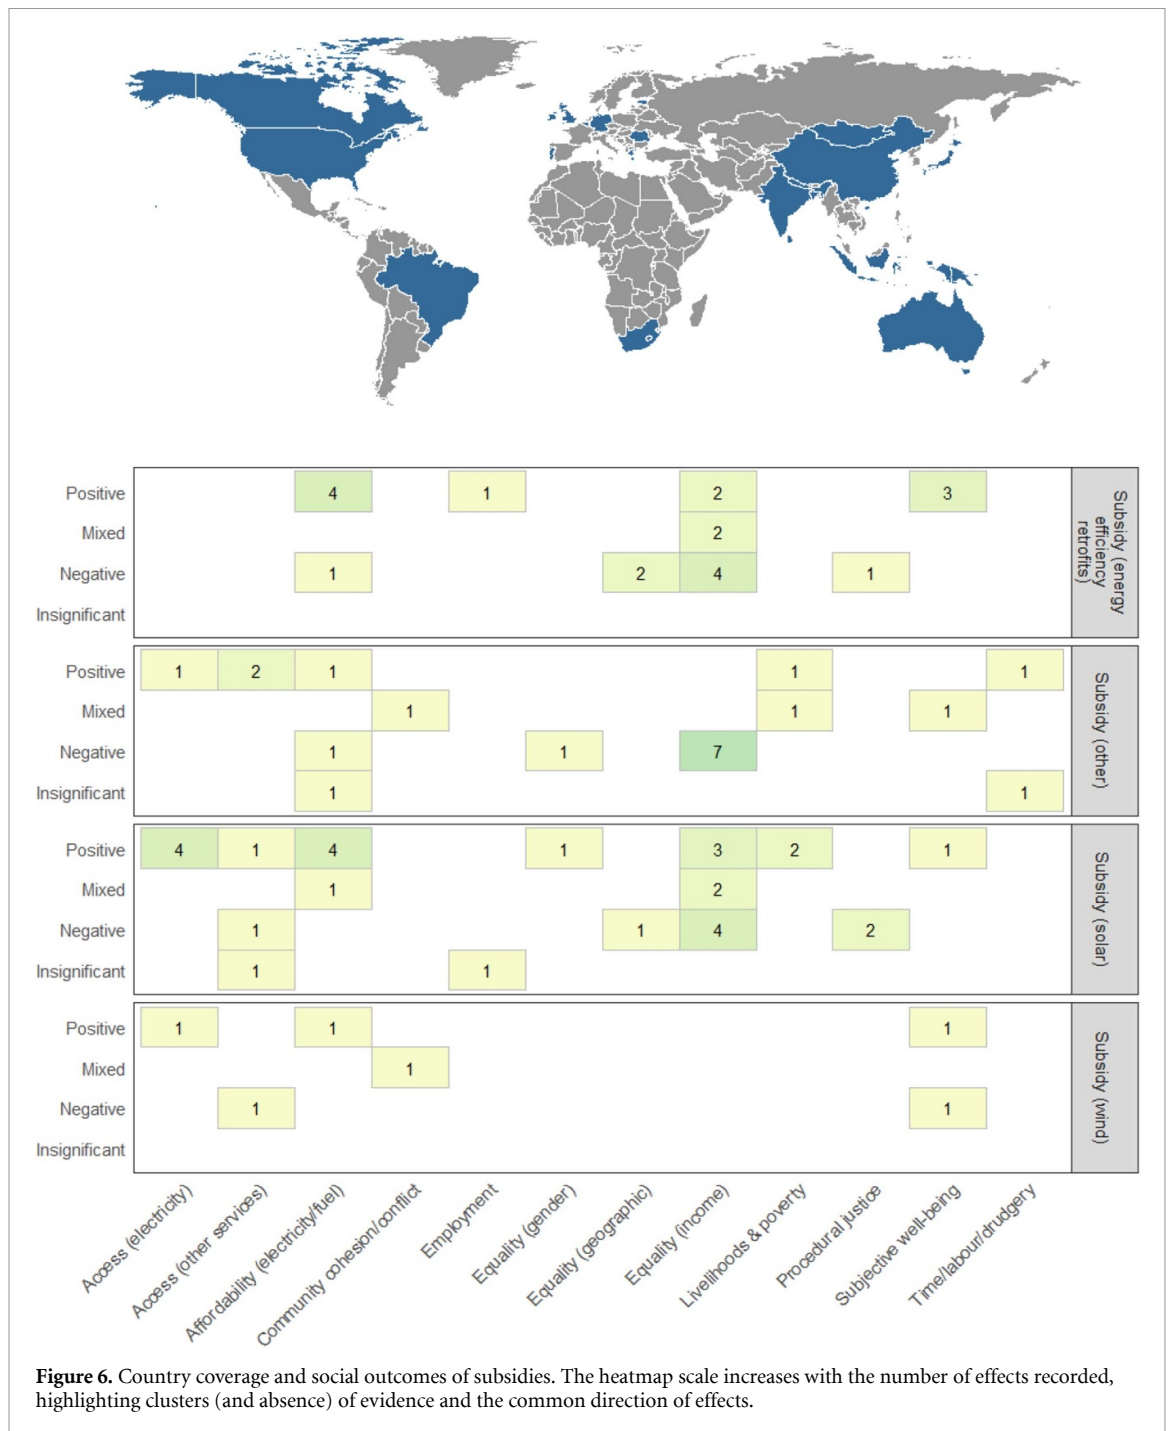 Positive 4 1 2 3
Mixed 2
Negative 1 2 4 1
Insignificant
Subsidy (energy
efficiency
retrofits)
Positive 1 2 1 1 1
Mixed 1 1 1
Negative 1 1 7
Insignificant 1 1
Subsidy (other)
Positive 4 1 4 1 3 2 1
Mixed 1 2
Negative 1 1 4 2
Insignificant 1 1
Subsidy (solar)
Positive 1 1 1
Mixed 1
Negative 1 1
Insignificant
Subsidy (wind)
Access (electricity)
Access (other services)
Affordability (electricity/fuel)
Community cohesion/conflict
Employment
Equality (gender)
Equality (geographic)
Equality (income)
Livelihoods & poverty
Procedural justice
Subjective well-being
Time/labour/drudgery
Figure 6. Country coverage and social outcomes of subsidies. The heatmap scale increases with the number of effects recorded,
highlighting clusters (and absence) of evidence and the common direction of effects.